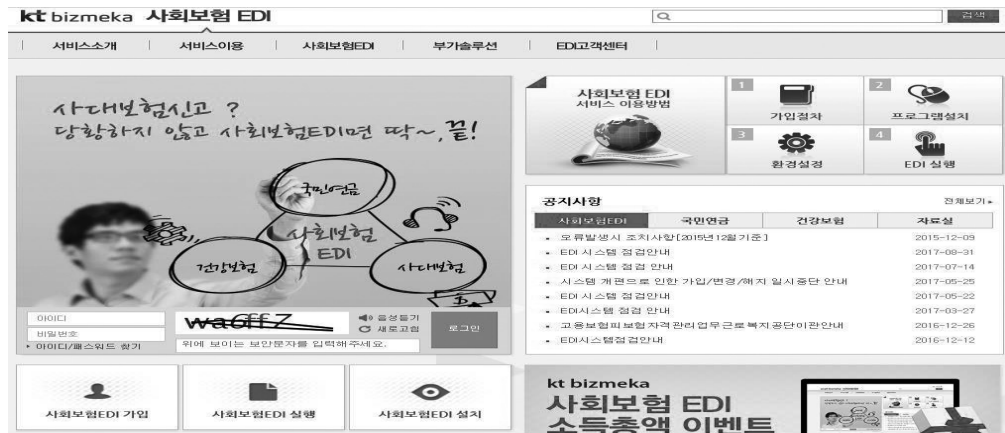 kt bizmeka 사회보험 EDI
검색
서비스소개 서비스이용 사회보험EDI 부가솔루션 EDI고객센터
사대보험신고 ?
당황하지 않고 사회보험EDI면 딱~, 끝!
국민연금
사회보험
EDI
건강보험
사대보험
아이디
비밀번호
음성듣기
새로고침
로그인
아이디/패스워드 찾기
위에 보이는 보안문자를 입력해주세요.
사회보험EDI 가입
사회보험EDI 실행
사회보험EDI 설치
사회보험 EDI
서비스 이용방법
1
가입절차
2
프로그램설치
3
환경설정
4
EDI 실행
공지사항
전체보기
사회보험EDI 국민연금 건강보험 자료실
오류발생시 조치사항[2015년 12월 기준] 2015-12-09
EDI 시스템 점검안내 2017-08-31
EDI 시스템 점검 안내 2017-07-14
시스템 개편으로 인한 가입/변경/해지 일시중단 안내 2017-05-25
EDI 시스템 점검안내 2017-05-22
EDI시스템 점검 안내 2017-03-27
고용보험피보험자격관리업무근로복지공단이관안내 2016-12-26
EDI시스템점검안내 2016-12-12
kt bizmeka
사회보험 EDI
소득총액 이벤트